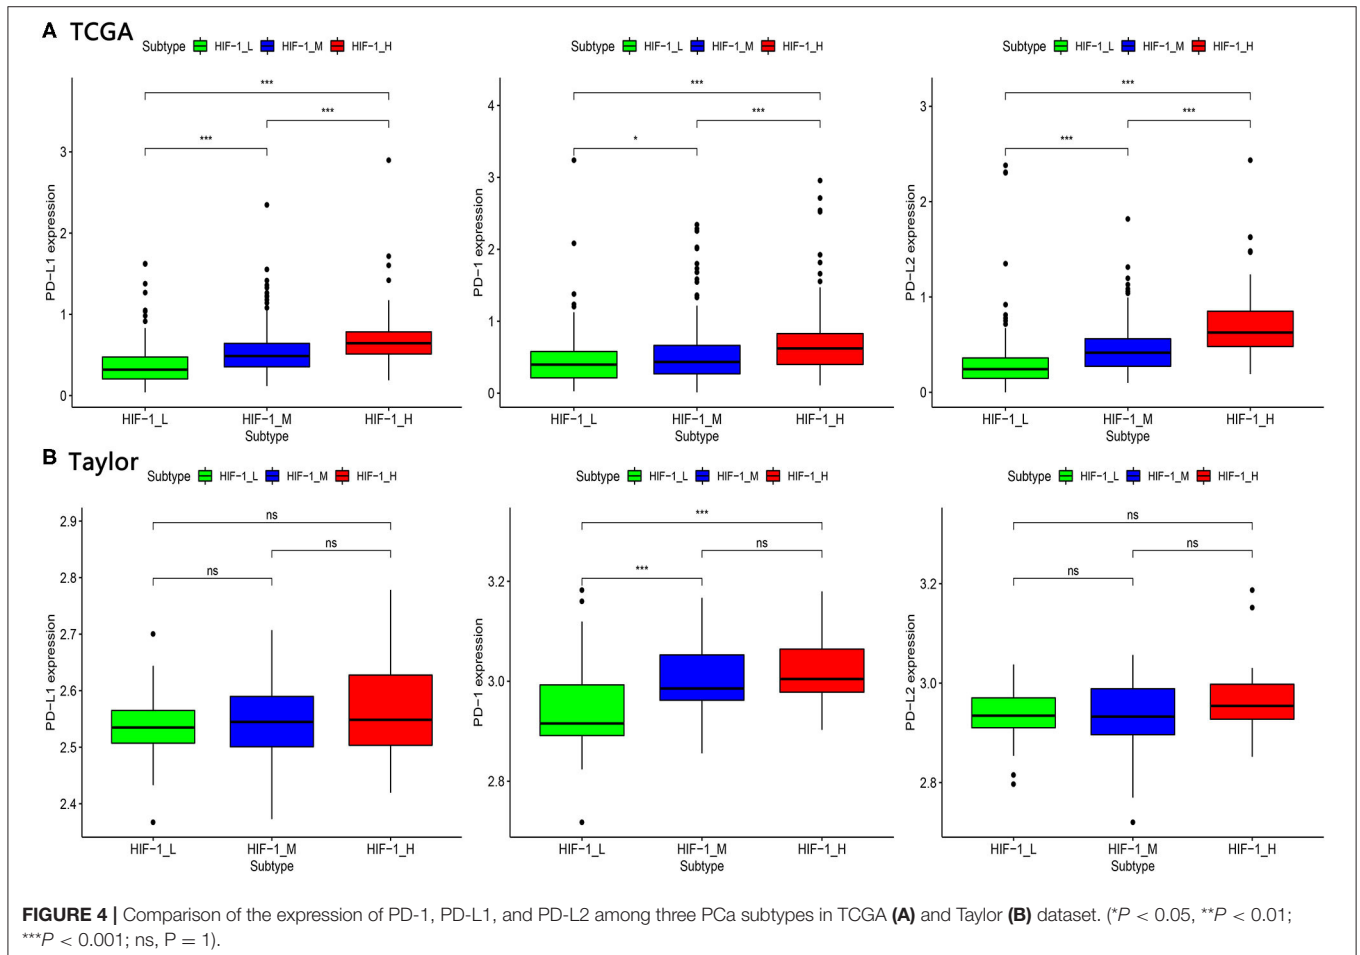 A TCGA
Subtype HIF-1_L HIF-1_M HIF-1_H
***
***
***
3
2
1
0
PD-L1 expression
HIF-1_L HIF-1_M HIF-1_H
Subtype
Subtype HIF-1_L HIF-1_M HIF-1_H
***
***
*
4
3
2
1
0
PD-1 expression
HIF-1_L HIF-1_M HIF-1_H
Subtype
Subtype HIF-1_L HIF-1_M HIF-1_H
***
***
***
3
2
1
0
PD-L2 expression
HIF-1_L HIF-1_M HIF-1_H
Subtype
B Taylor
Subtype HIF-1_L HIF-1_M HIF-1_H
ns
ns
ns
2.9
2.8
2.7
2.6
2.5
2.4
PD-L1 expression
HIF-1_L HIF-1_M HIF-1_H
Subtype
Subtype HIF-1_L HIF-1_M HIF-1_H
***
ns
***
3.2
3.0
2.8
PD-1 expression
HIF-1_L HIF-1_M HIF-1_H
Subtype
Subtype HIF-1_L HIF-1_M HIF-1_H
ns
ns
ns
3.2
3.0
2.8
PD-L2 expression
HIF-1_L HIF-1_M HIF-1_H
Subtype
FIGURE 4 | Comparison of the expression of PD-1, PD-L1, and PD-L2 among three PCa subtypes in TCGA (A) and Taylor (B) dataset. (*P < 0.05, **P < 0.01;
***P < 0.001; ns, P = 1).